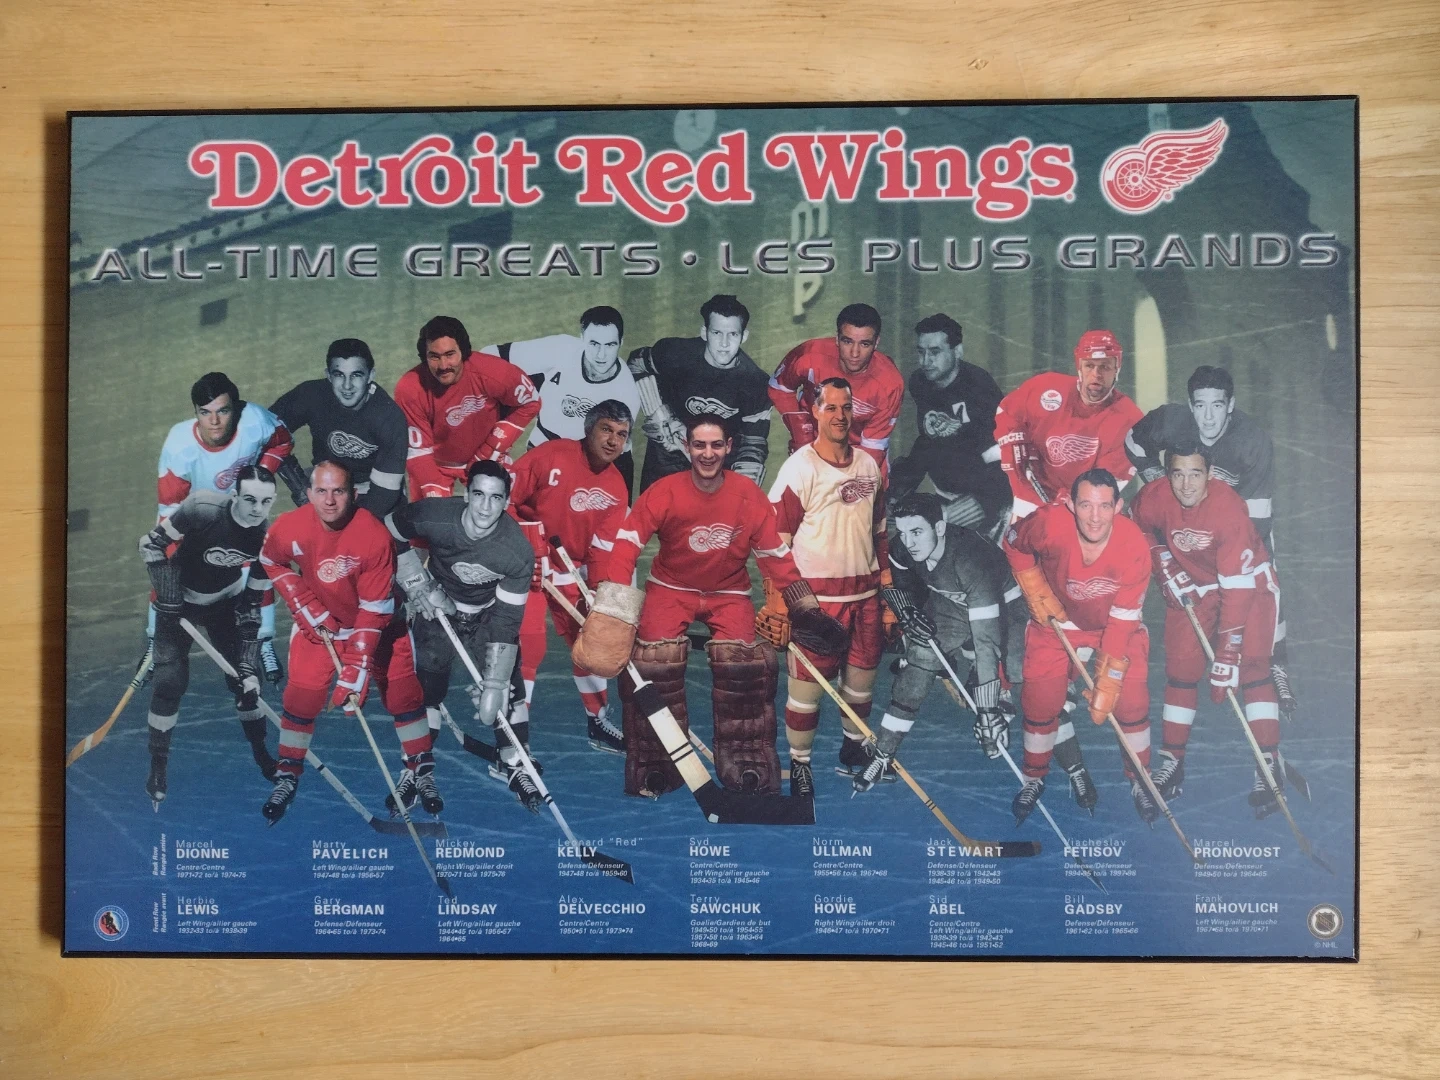 Detroit Red Wings
ALL-TIME GREATS • LES PLUS GRANDS
Back Row
Rangée arrière
Marcel
DIONNE
Centre/Centre
1971•72 to/à 1974•75
Marty
PAVELICH
Left Wing/ailier gauche
1947•48 to/à 1956•57
Mickey
REDMOND
Right Wing/ailier droit
1970•71 to/à 1975•76
Leonard "Red"
KELLY
Defense/Défenseur
1947•48 to/à 1959•60
Syd
HOWE
Centre/Centre
Left Wing/ailier gauche
1934•35 to/à 1945•46
Norm
ULLMAN
Centre/Centre
1955•56 to/à 1967•68
Jack
STEWART
Defense/Défenseur
1938•39 to/à 1942•43
1945•46 to/à 1949•50
Viacheslav
FETISOV
Defense/Défenseur
1994•95 to/à 1997•98
Marcel
PRONOVOST
Defense/Défenseur
1949•50 to/à 1964•65
Front Row
Rangée avant
Herbie
LEWIS
Left Wing/ailier gauche
1932•33 to/à 1938•39
Gary
BERGMAN
Defense/Défenseur
1964•65 to/à 1973•74
Ted
LINDSAY
Left Wing/ailier gauche
1944•45 to/à 1956•57
1964•65
Alex
DELVECCHIO
Centre/Centre
1950•51 to/à 1973•74
Terry
SAWCHUK
Goalie/Gardien de but
1949•50 to/à 1954•55
1957•58 to/à 1963•64
1968•69
Gordie
HOWE
Right Wing/ailier droit
1946•47 to/à 1970•71
Sid
ABEL
Centre/Centre
Left Wing/ailier gauche
1938•39 to/à 1942•43
1945•46 to/à 1951•52
Bill
GADSBY
Defense/Défenseur
1961•62 to/à 1965•66
Frank
MAHOVLICH
Left Wing/ailier gauche
1967•68 to/à 1970•71
© NHL